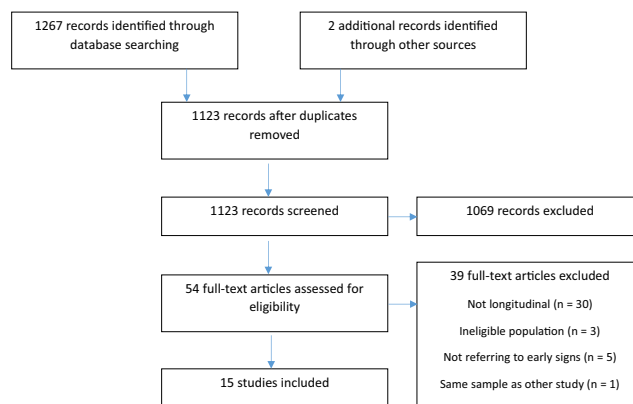 1267 records identified through
database searching
2 additional records identified
through other sources
1123 records after duplicates
removed
1123 records screened
1069 records excluded
54 full-text articles assessed for
eligibility
39 full-text articles excluded
Not longitudinal (n = 30)
Ineligible population (n = 3)
Not referring to early signs (n = 5)
Same sample as other study (n = 1)
15 studies included